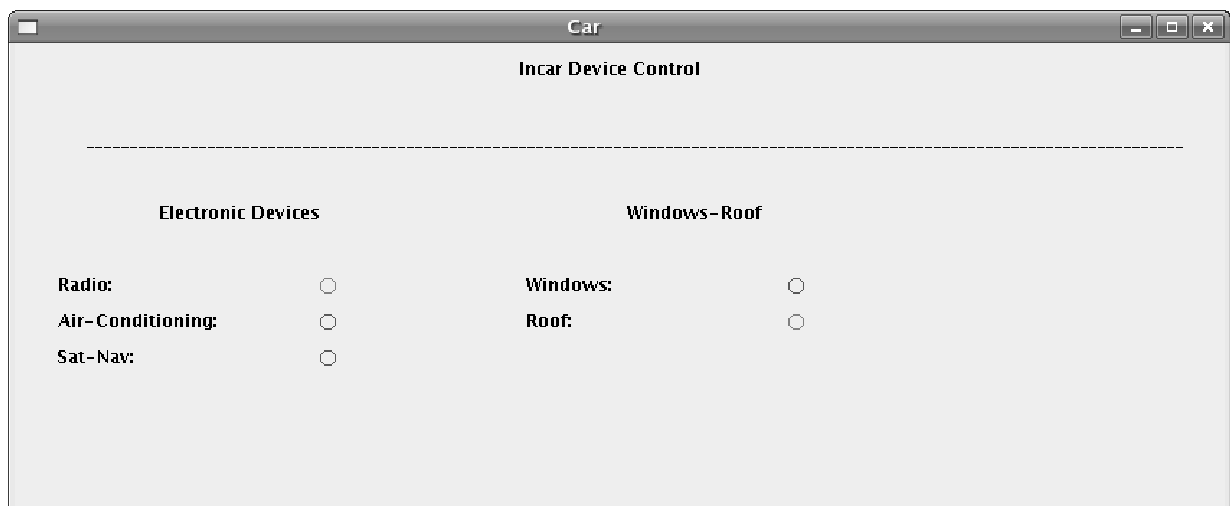 Car
Incar Device Control
Electronic Devices Windows-Roof
Radio: Windows:
Air-Conditioning: Roof:
Sat-Nav: